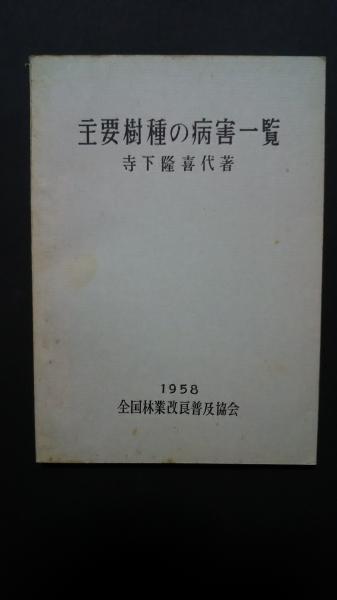 主要樹種の病害一覧
寺下隆喜代著
1958
全国林業改良普及協会